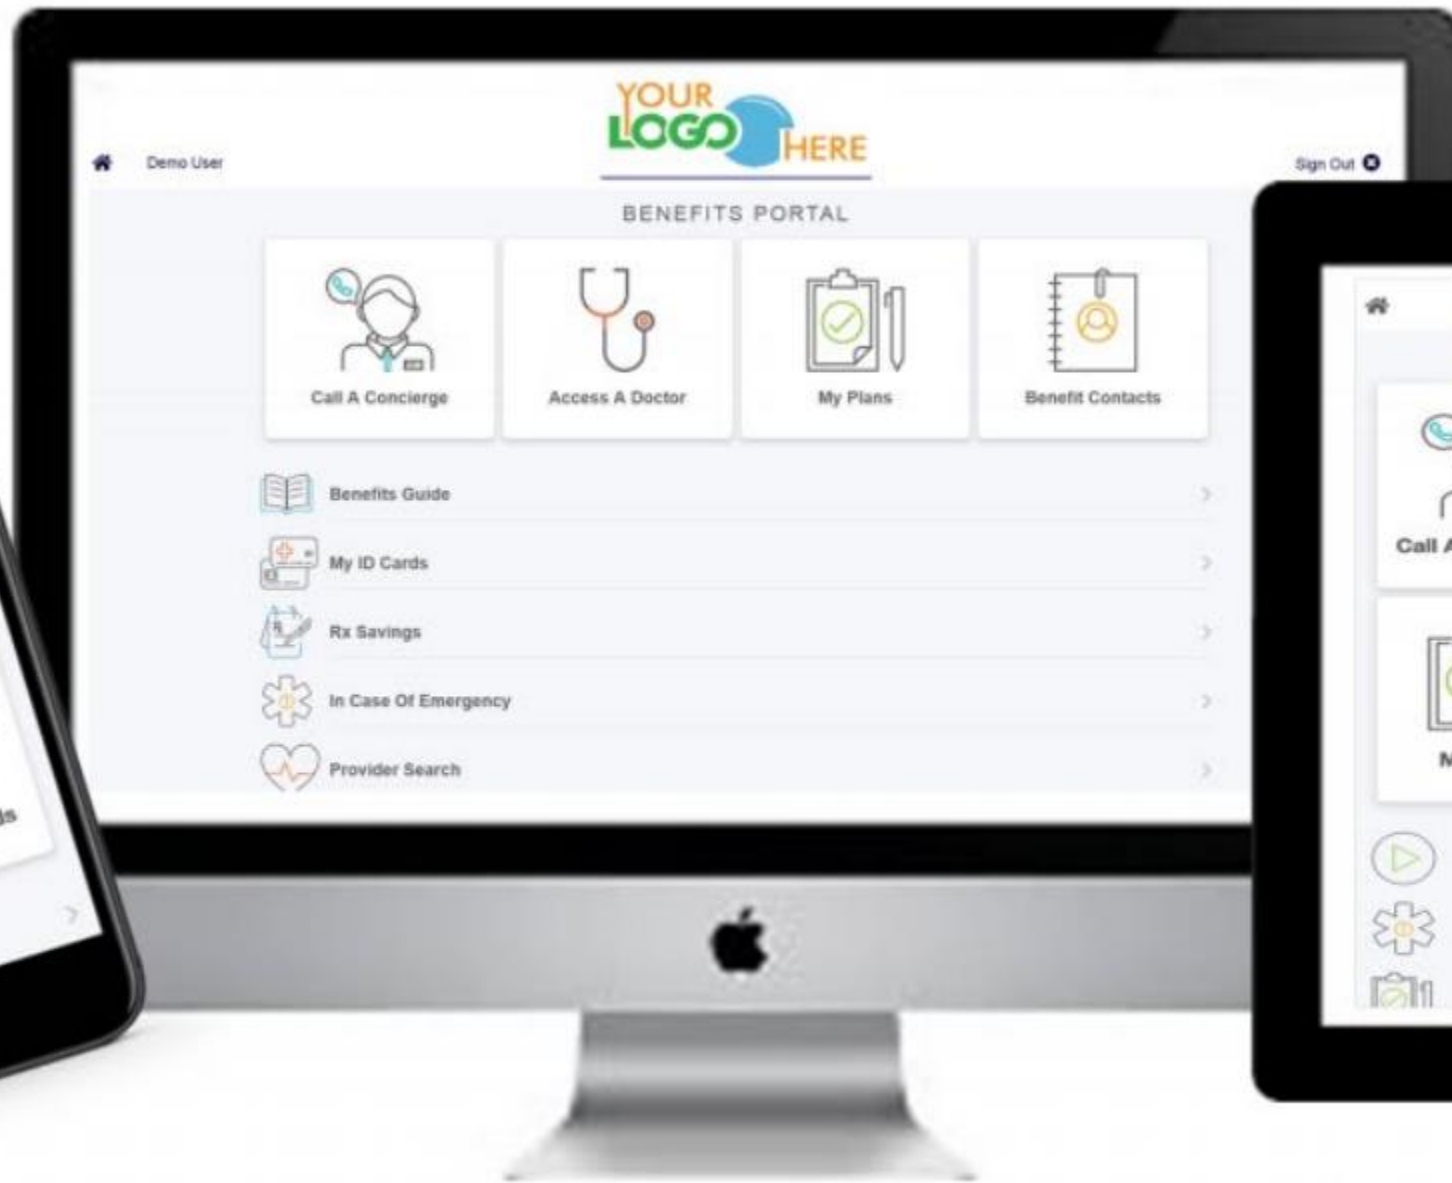 YOUR
LOGO
HERE
Demo User
Sign Out
BENEFITS PORTAL
Call A Concierge
Access A Doctor
My Plans
Benefit Contacts
Benefits Guide
My ID Cards
Rx Savings
In Case Of Emergency
Provider Search
Call A
M
ds